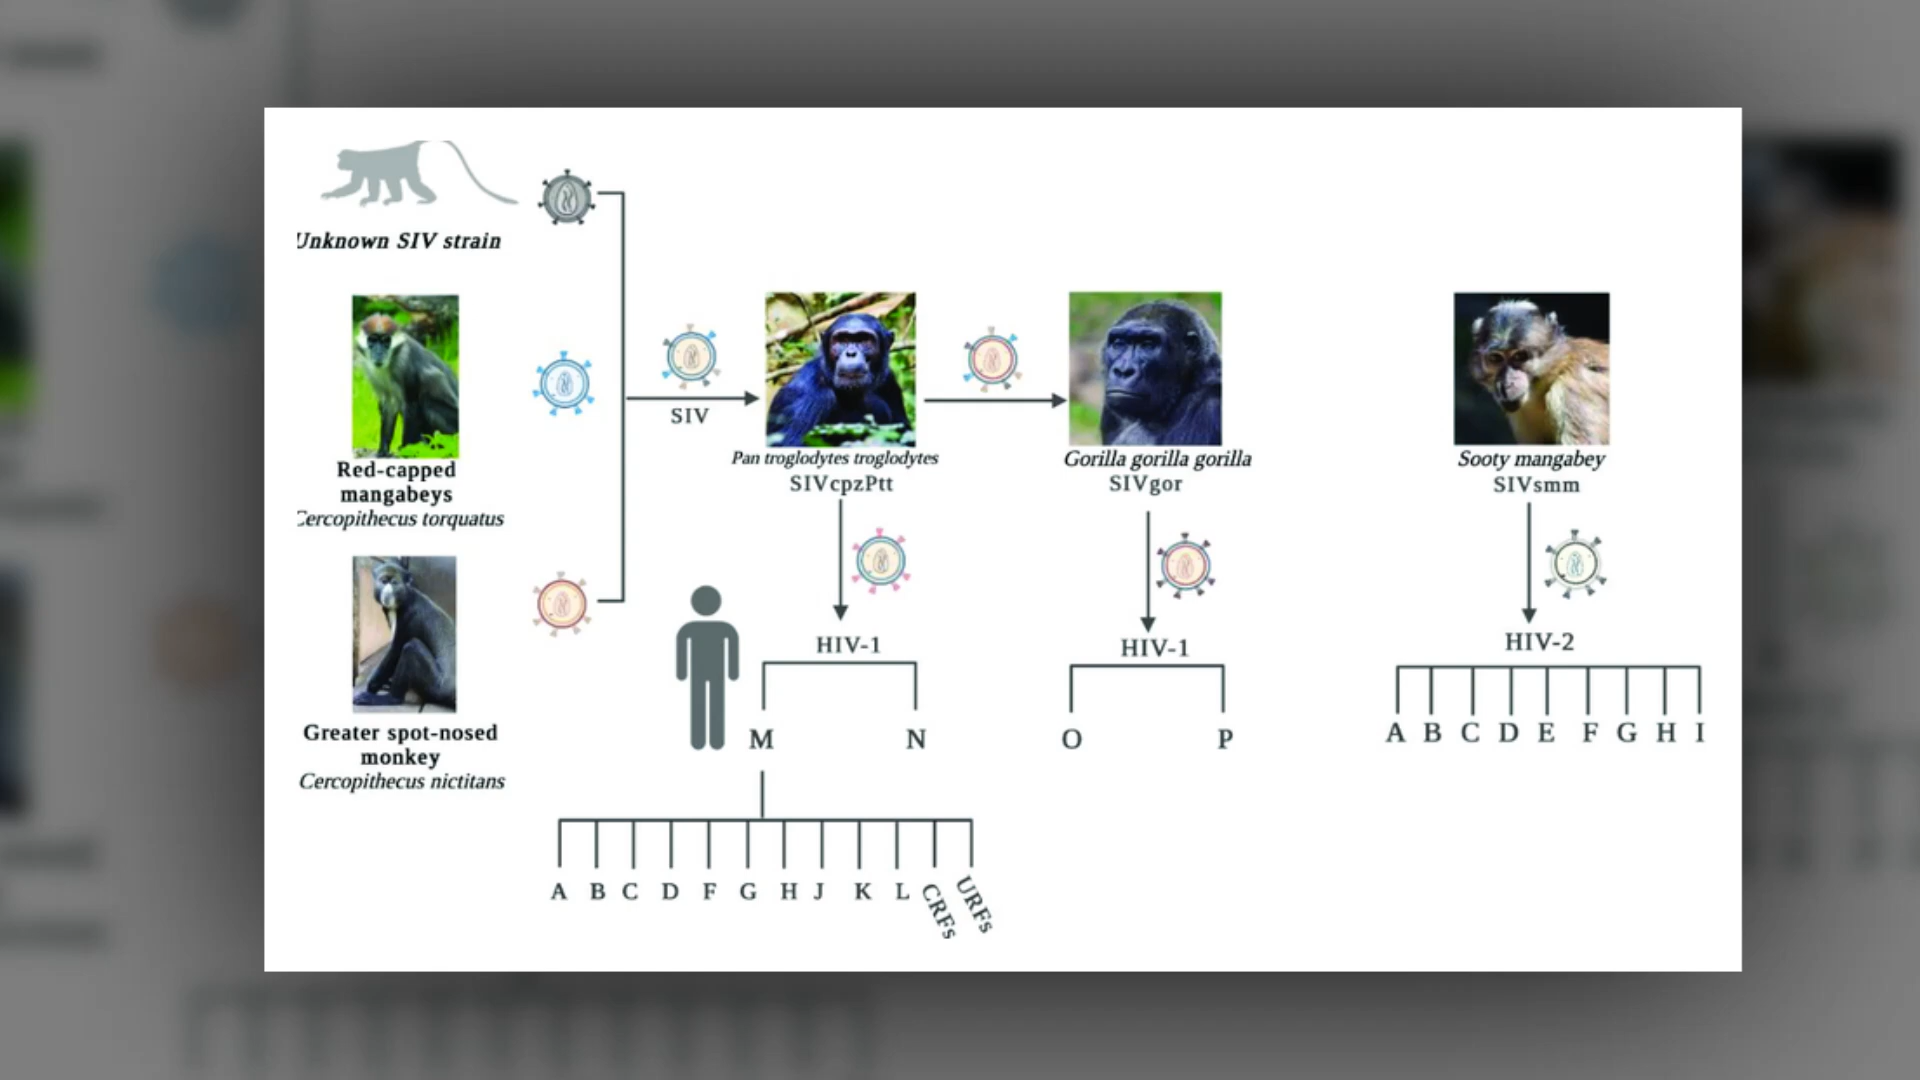 Unknown SIV strain
Red-capped
mangabeys
Cercopithecus torquatus
Greater spot-nosed
monkey
Cercopithecus nictitans
SIV
Pan troglodytes troglodytes
SIVcpzPtt
Gorilla gorilla gorilla
SIVgor
Sooty mangabey
SIVsmm
HIV-1
M N
A B C D F G H J K L CRFs URFs
HIV-1
O P
HIV-2
A B C D E F G H I